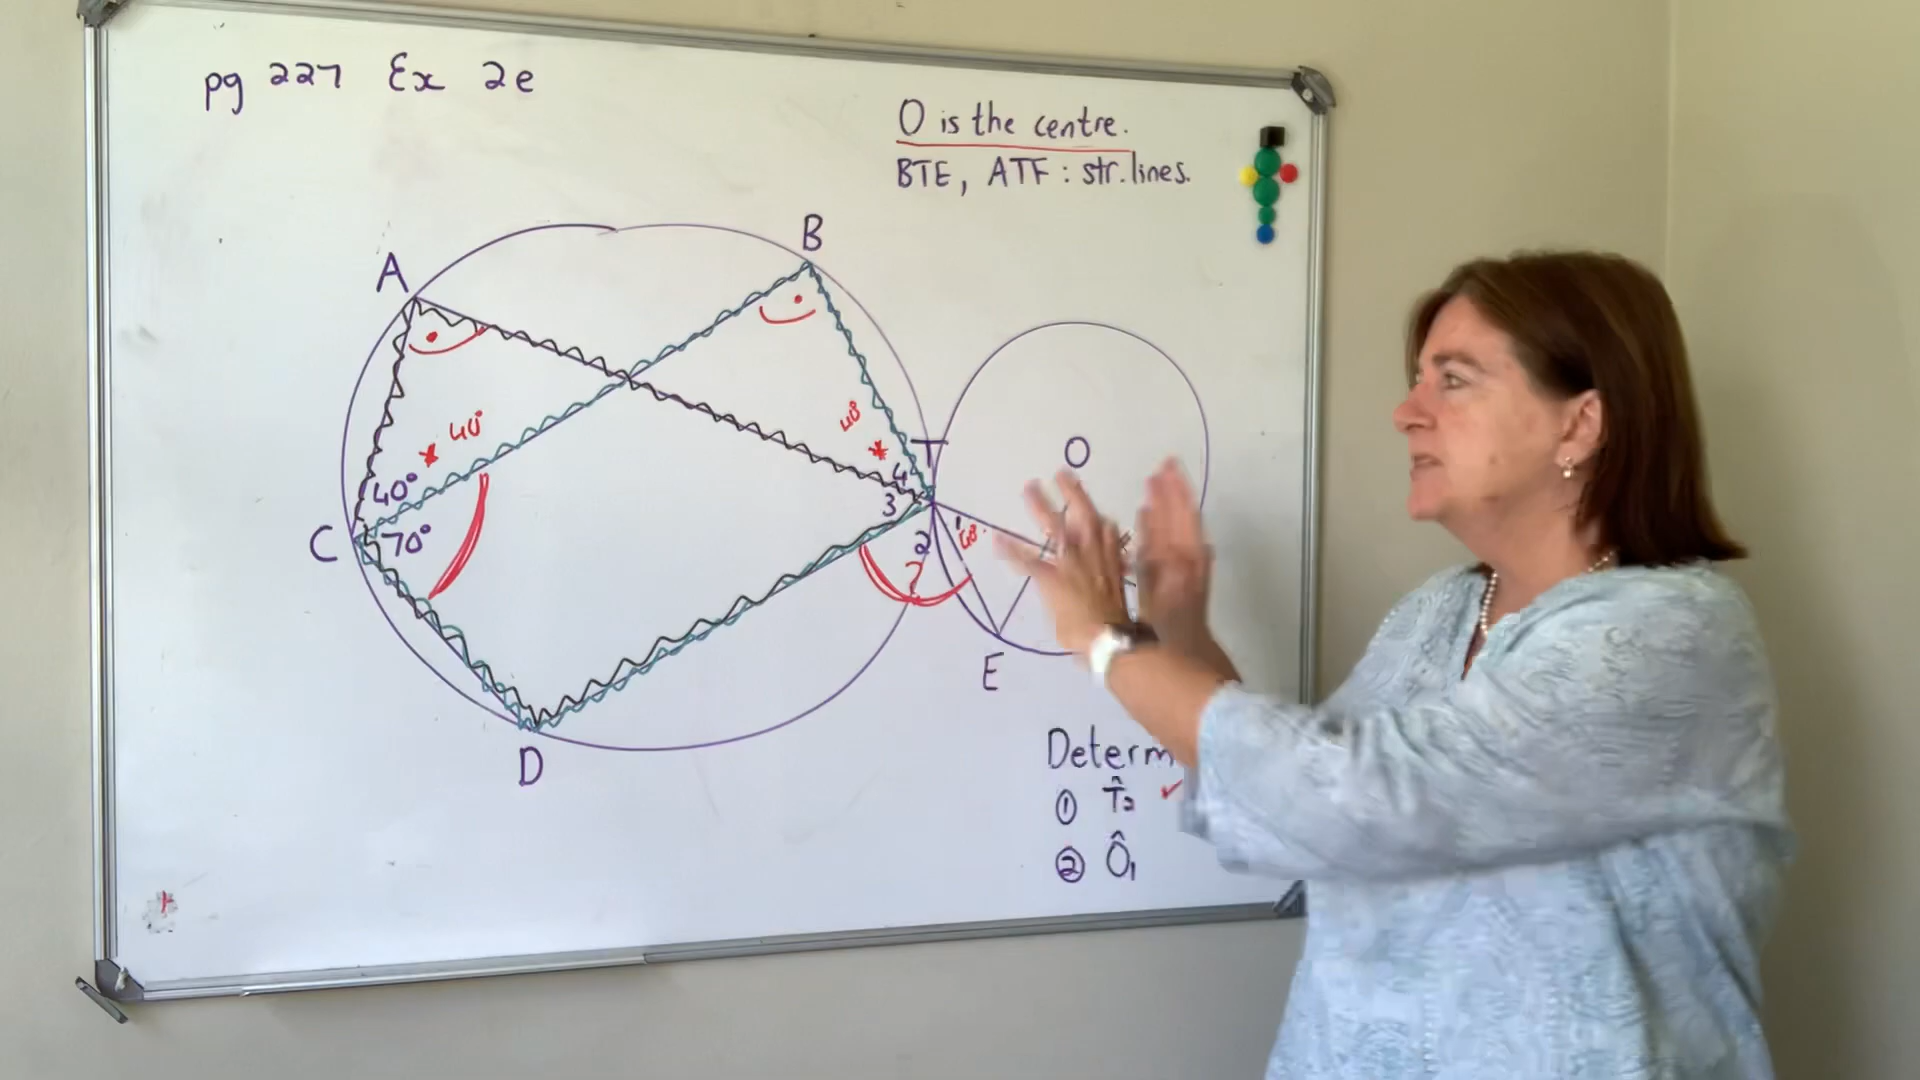 pg 227 Ex 2e
O is the centre.
BTE, ATF : str. lines.
B
A
40°
40°
T
O
4
40°
3
1
40°
C
70°
2
?
E
D
① T̂₂ ✓
② Ô₁